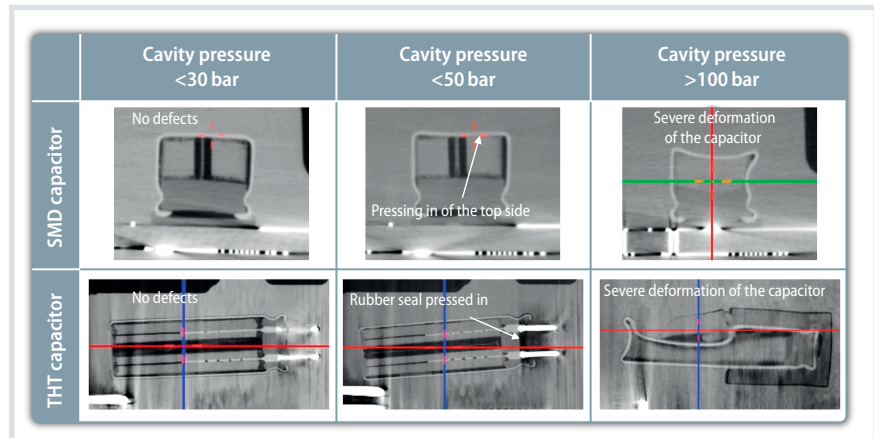 Cavity pressure
<30 bar
Cavity pressure
<50 bar
Cavity pressure
>100 bar
SMD capacitor
No defects
Pressing in of the top side
Severe deformation
of the capacitor
THT capacitor
No defects
Rubber seal pressed in
Severe deformation of the capacitor